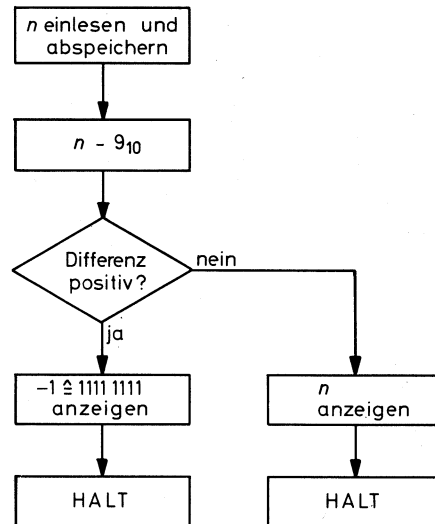 n einlesen und
abspeichern
n - 9₁₀
Differenz
positiv?
nein
ja
-1 ≙ 1111 1111
anzeigen
n
anzeigen
HALT
HALT